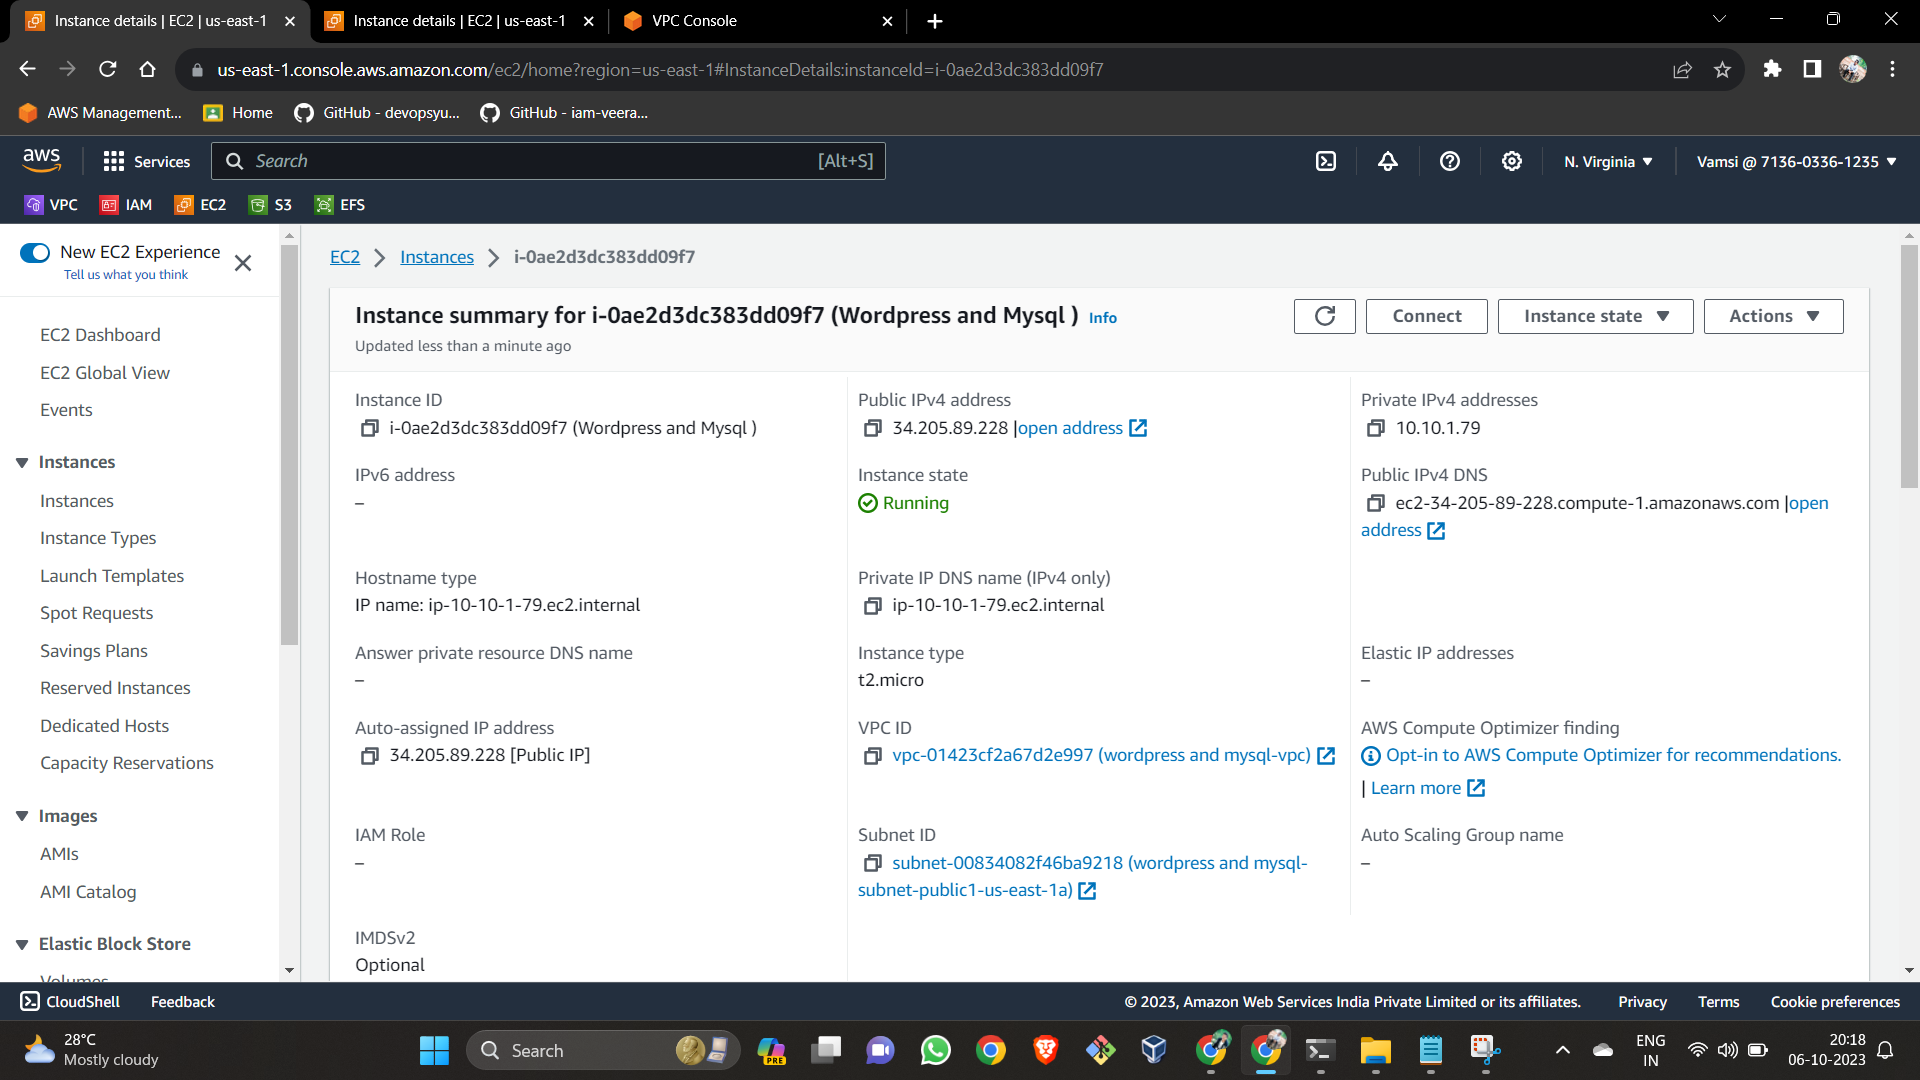 Instance details | EC2 | us-east-1
Instance details | EC2 | us-east-1
VPC Console
us-east-1.console.aws.amazon.com/ec2/home?region=us-east-1#InstanceDetails:instanceId=i-0ae2d3dc383dd09f7
AWS Management...
Home
GitHub - devopsyu...
GitHub - iam-veera...
aws
Services
Search
[Alt+S]
N. Virginia
Vamsi @ 7136-0336-1235
VPC
IAM
EC2
S3
EFS
New EC2 Experience
Tell us what you think
EC2 Dashboard
EC2 Global View
Events
Instances
Instances
Instance Types
Launch Templates
Spot Requests
Savings Plans
Reserved Instances
Dedicated Hosts
Capacity Reservations
Images
AMIs
AMI Catalog
Elastic Block Store
Volumes
EC2
Instances
i-0ae2d3dc383dd09f7
Instance summary for i-0ae2d3dc383dd09f7 (Wordpress and Mysql ) Info
Updated less than a minute ago
Connect
Instance state
Actions
Instance ID
i-0ae2d3dc383dd09f7 (Wordpress and Mysql )
Public IPv4 address
34.205.89.228 |open address
Private IPv4 addresses
10.10.1.79
IPv6 address
–
Instance state
Running
Public IPv4 DNS
ec2-34-205-89-228.compute-1.amazonaws.com |open
address
Hostname type
IP name: ip-10-10-1-79.ec2.internal
Private IP DNS name (IPv4 only)
ip-10-10-1-79.ec2.internal
Answer private resource DNS name
–
Instance type
t2.micro
Elastic IP addresses
–
Auto-assigned IP address
34.205.89.228 [Public IP]
VPC ID
vpc-01423cf2a67d2e997 (wordpress and mysql-vpc)
AWS Compute Optimizer finding
Opt-in to AWS Compute Optimizer for recommendations.
| Learn more
IAM Role
–
Subnet ID
subnet-00834082f46ba9218 (wordpress and mysql-
subnet-public1-us-east-1a)
Auto Scaling Group name
–
IMDSv2
Optional
CloudShell
Feedback
© 2023, Amazon Web Services India Private Limited or its affiliates.
Privacy
Terms
Cookie preferences
28°C
Mostly cloudy
Search
PRE
ENG
IN
20:18
06-10-2023